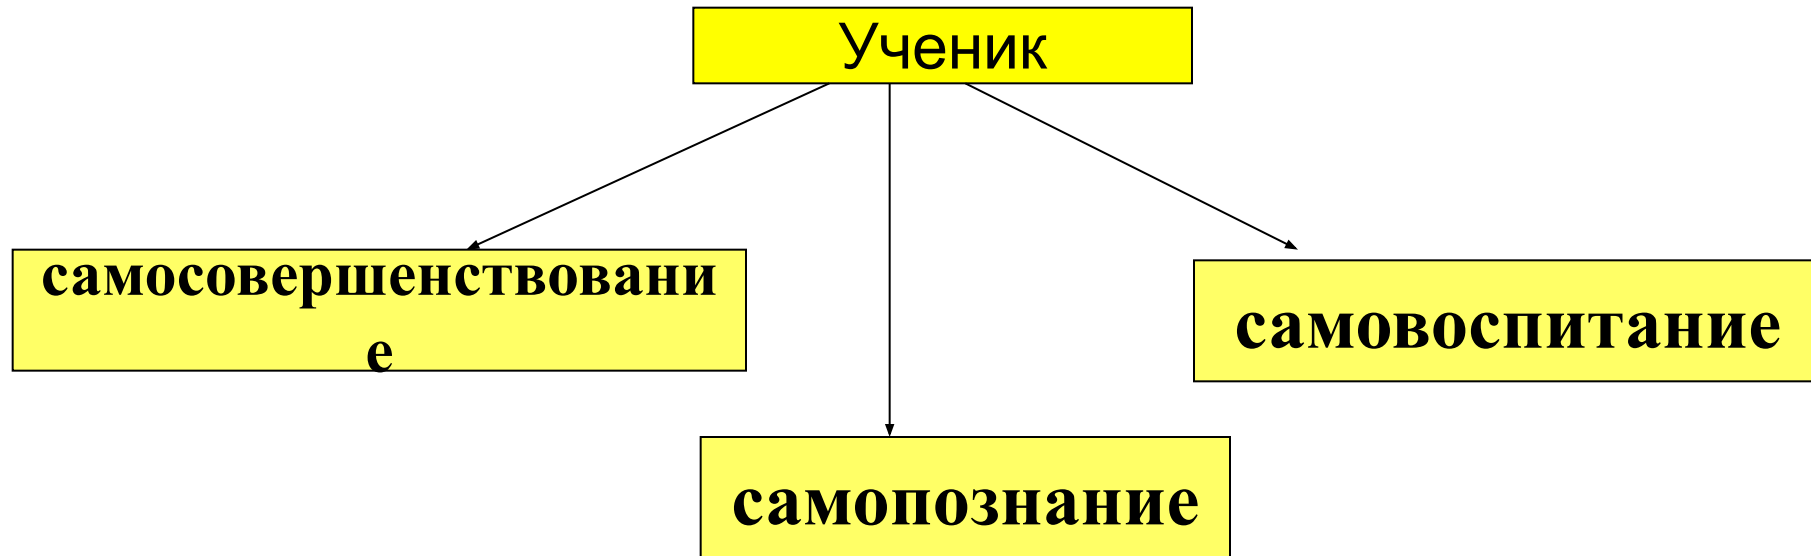 Ученик
самосовершенствовани
е
самовоспитание
самопознание